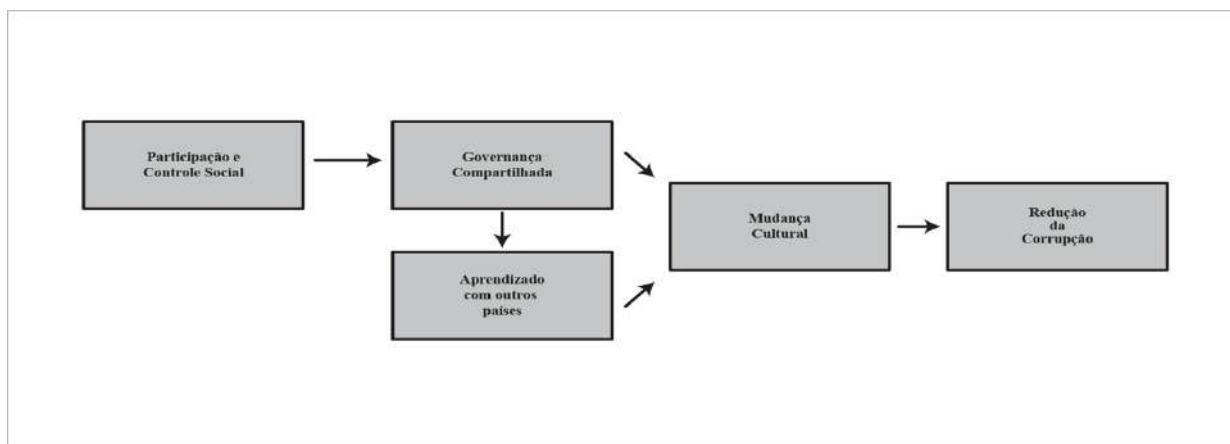 Participação e
Controle Social
Governança
Compartilhada
Aprendizado
com outros
países
Mudança
Cultural
Redução
da
Corrupção